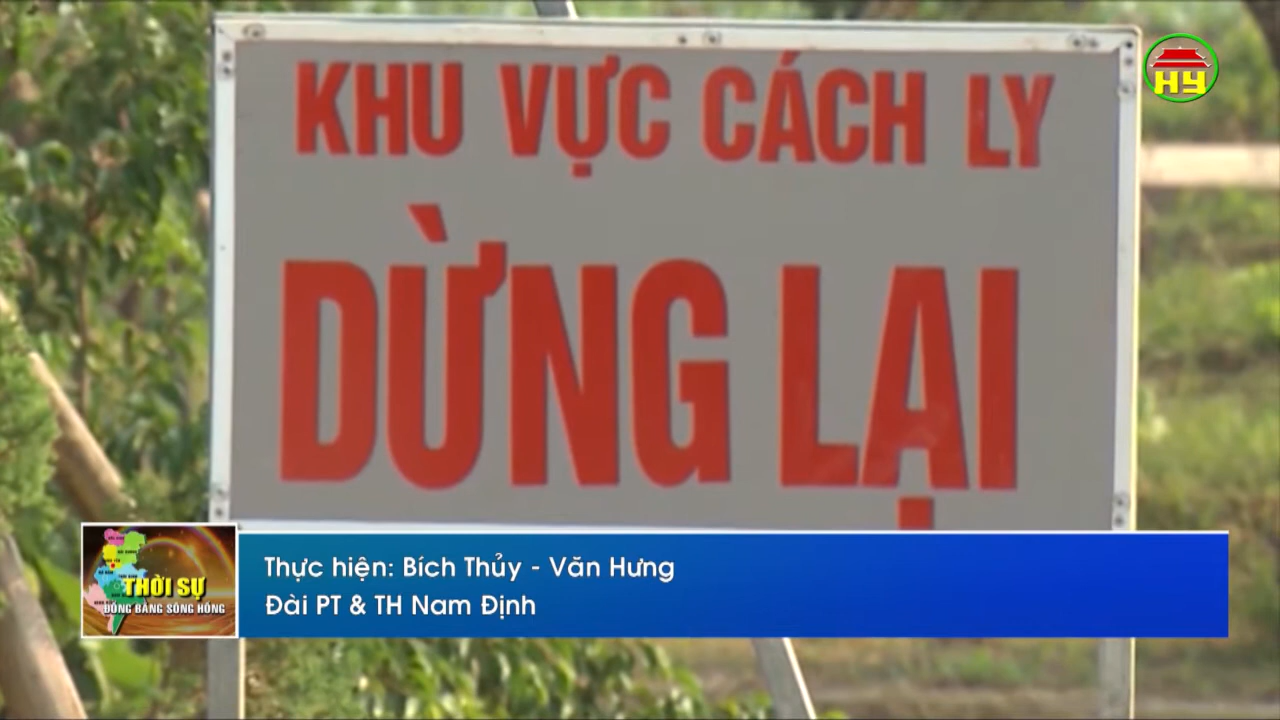 KHU VỰC CÁCH LY
DỪNG LẠI
HY
THỜI SỰ
ĐỒNG BẰNG SÔNG HỒNG
Thực hiện: Bích Thủy - Văn Hưng
Đài PT & TH Nam Định